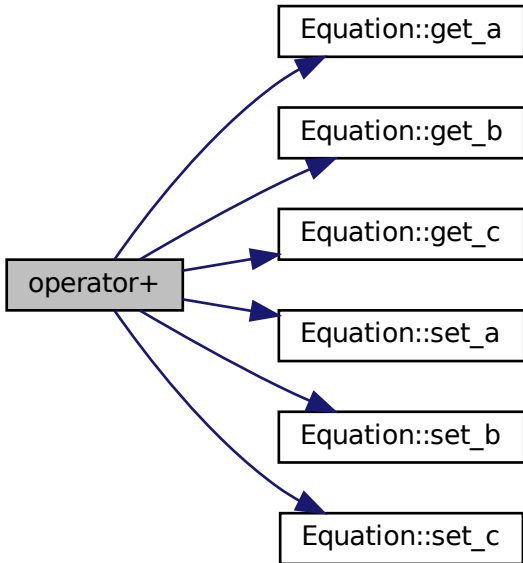 Equation::get_a
Equation::get_b
Equation::get_c
operator+
Equation::set_a
Equation::set_b
Equation::set_c